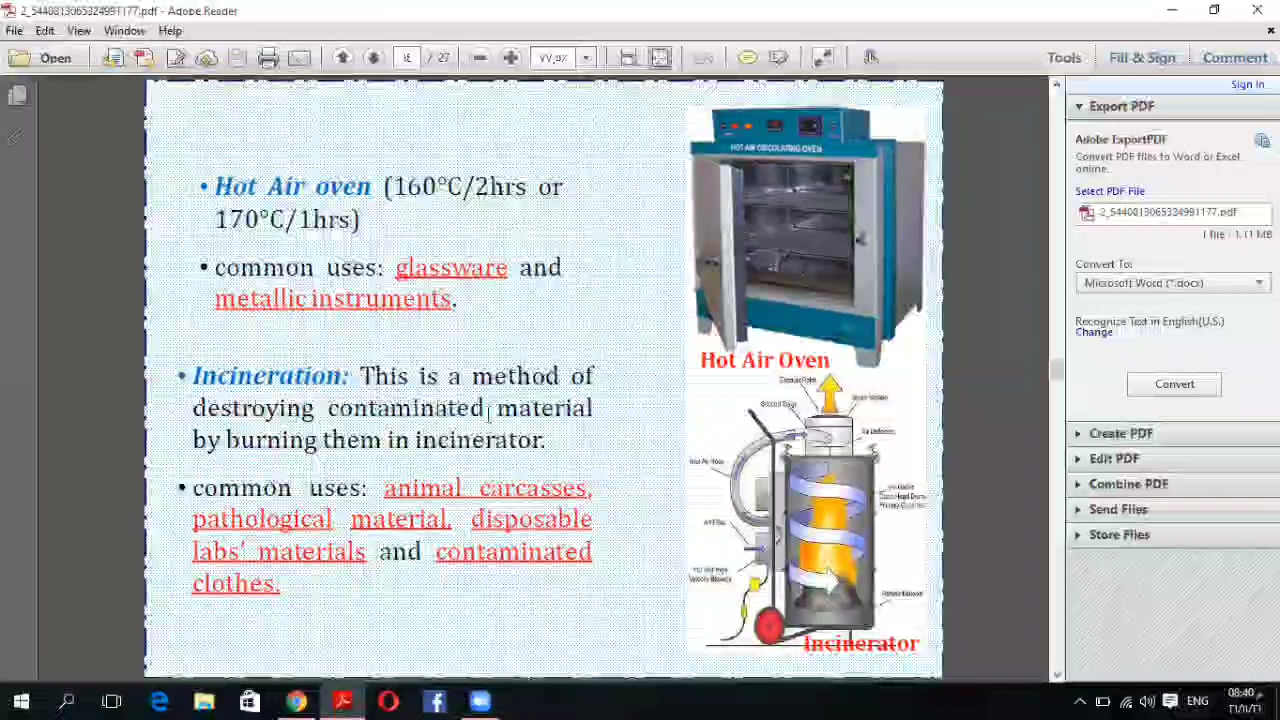 2_5440813065324991177.pdf - Adobe Reader
File Edit View Window Help
Open
/ 27
Tools
Fill & Sign
Comment
Sign In
Export PDF
Adobe ExportPDF
Convert PDF files to Word or Excel
online.
Select PDF File
2_5440813065324991177.pdf
1 file / 1.11 MB
Convert To:
Microsoft Word (*.docx)
Recognize Text in English(U.S.)
Change
Convert
Create PDF
Edit PDF
Combine PDF
Send Files
Store Files
• Hot Air oven (160°C/2hrs or
170°C/1hrs)
• common uses: glassware and
metallic instruments.
• Incineration: This is a method of
destroying contaminated material
by burning them in incinerator.
• common uses: animal carcasses,
pathological material, disposable
labs' materials and contaminated
clothes.
HOT AIR CIRCULATING OVEN
Hot Air Oven
Incinerator
ENG
08:40